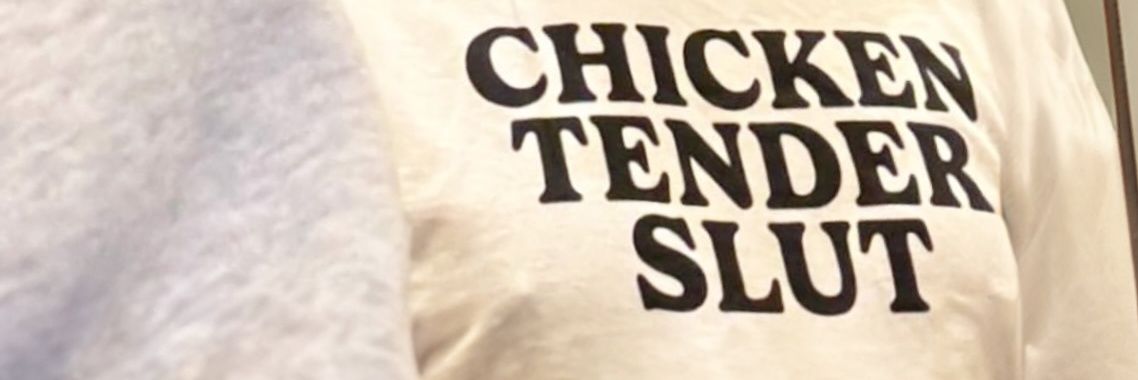 CHICKEN
TENDER
SLUT